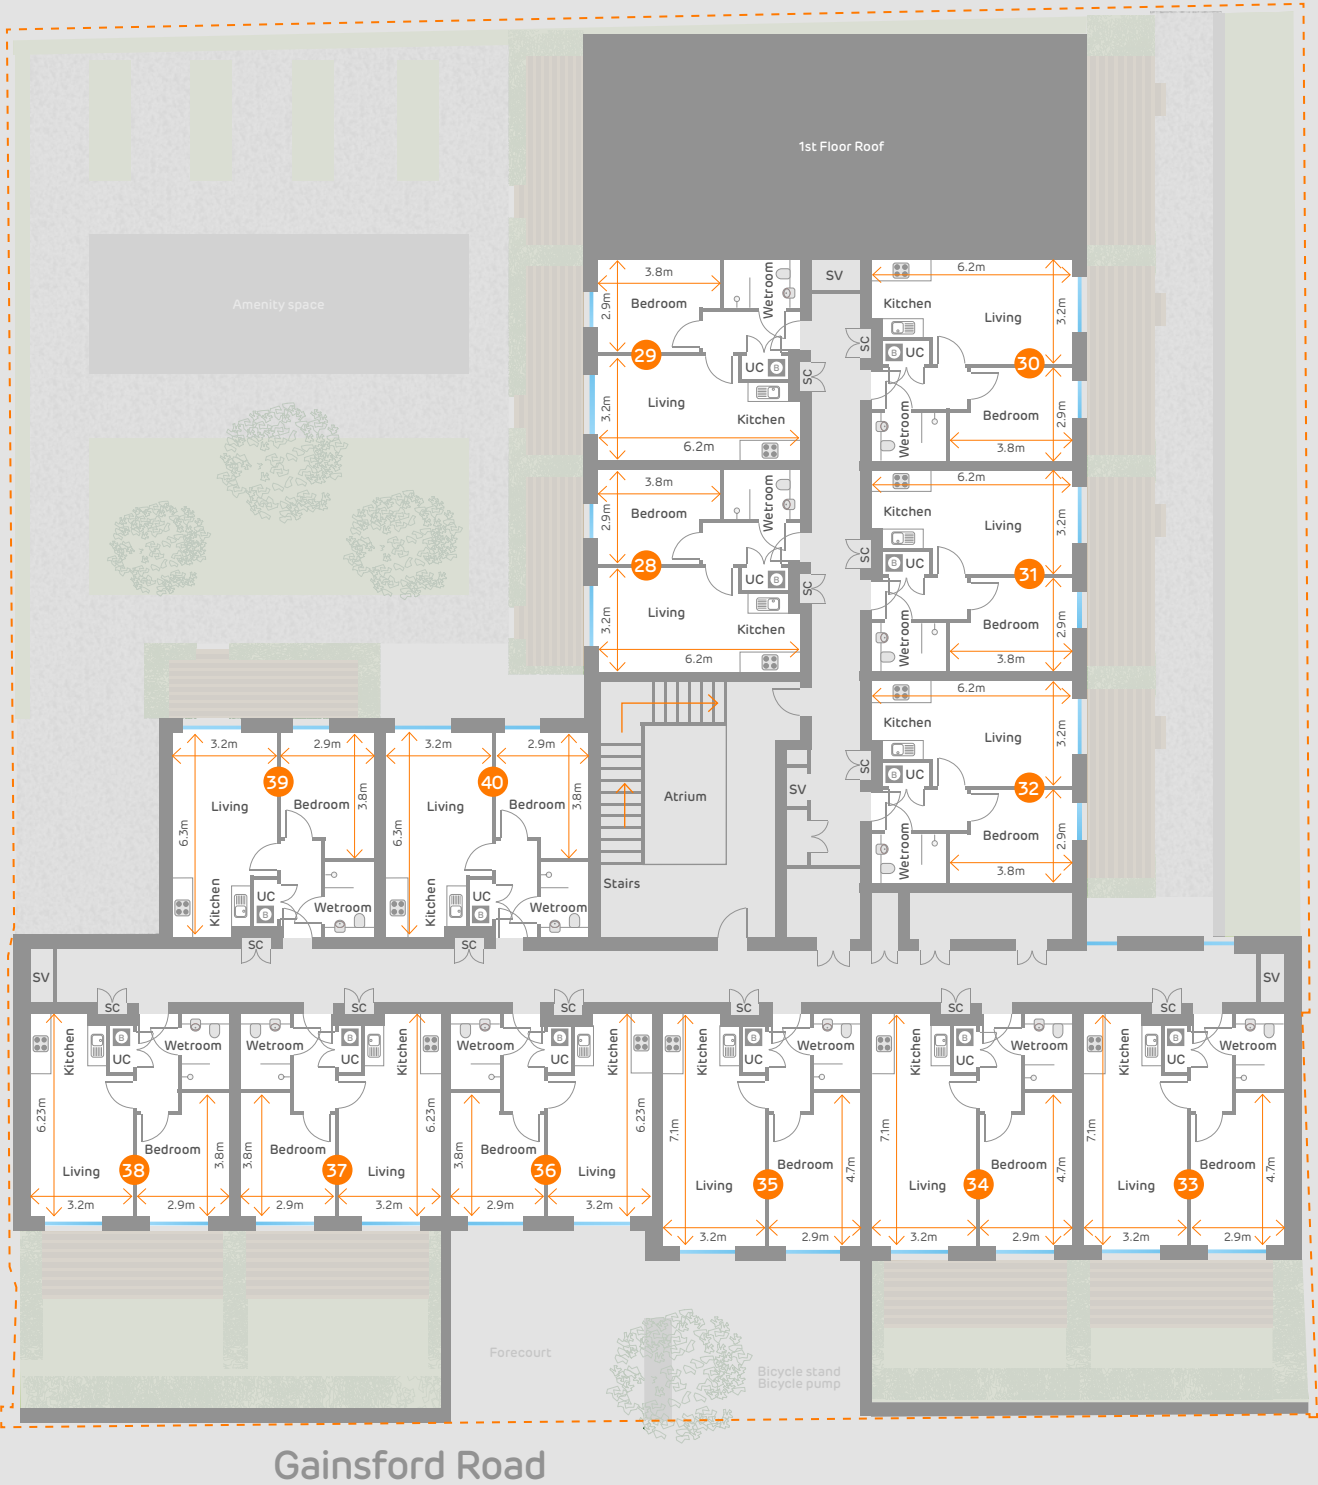 1st Floor Roof
Amenity space
3.8m
2.9m
Bedroom
Wetroom
29
UC
B
SC
3.2m
Living
Kitchen
6.2m
SV
6.2m
Kitchen
Living
3.2m
SC
B
UC
30
Wetroom
Bedroom
2.9m
3.8m
3.8m
2.9m
Bedroom
Wetroom
28
UC
B
SC
3.2m
Living
Kitchen
6.2m
6.2m
Kitchen
Living
3.2m
SC
B
UC
31
Wetroom
Bedroom
2.9m
3.8m
6.2m
Kitchen
Living
3.2m
SC
B
UC
32
Wetroom
Bedroom
2.9m
3.8m
3.2m
2.9m
39
Living
Bedroom
3.8m
6.3m
Kitchen
UC
B
Wetroom
SC
3.2m
2.9m
40
Living
Bedroom
3.8m
6.3m
Kitchen
UC
B
Wetroom
SC
Atrium
Stairs
SV
SV
SV
SC
Kitchen
B
UC
Wetroom
6.23m
Living
38
Bedroom
3.8m
3.2m
2.9m
SC
Wetroom
B
UC
Kitchen
3.8m
Bedroom
37
Living
6.23m
2.9m
3.2m
SC
Wetroom
B
UC
Kitchen
3.8m
Bedroom
36
Living
6.23m
2.9m
3.2m
SC
Kitchen
B
UC
Wetroom
7.1m
Living
35
Bedroom
4.7m
3.2m
2.9m
SC
Kitchen
B
UC
Wetroom
7.1m
Living
34
Bedroom
4.7m
3.2m
2.9m
SC
Kitchen
B
UC
Wetroom
7.1m
Living
33
Bedroom
4.7m
3.2m
2.9m
Forecourt
Bicycle stand
Bicycle pump
Gainsford Road